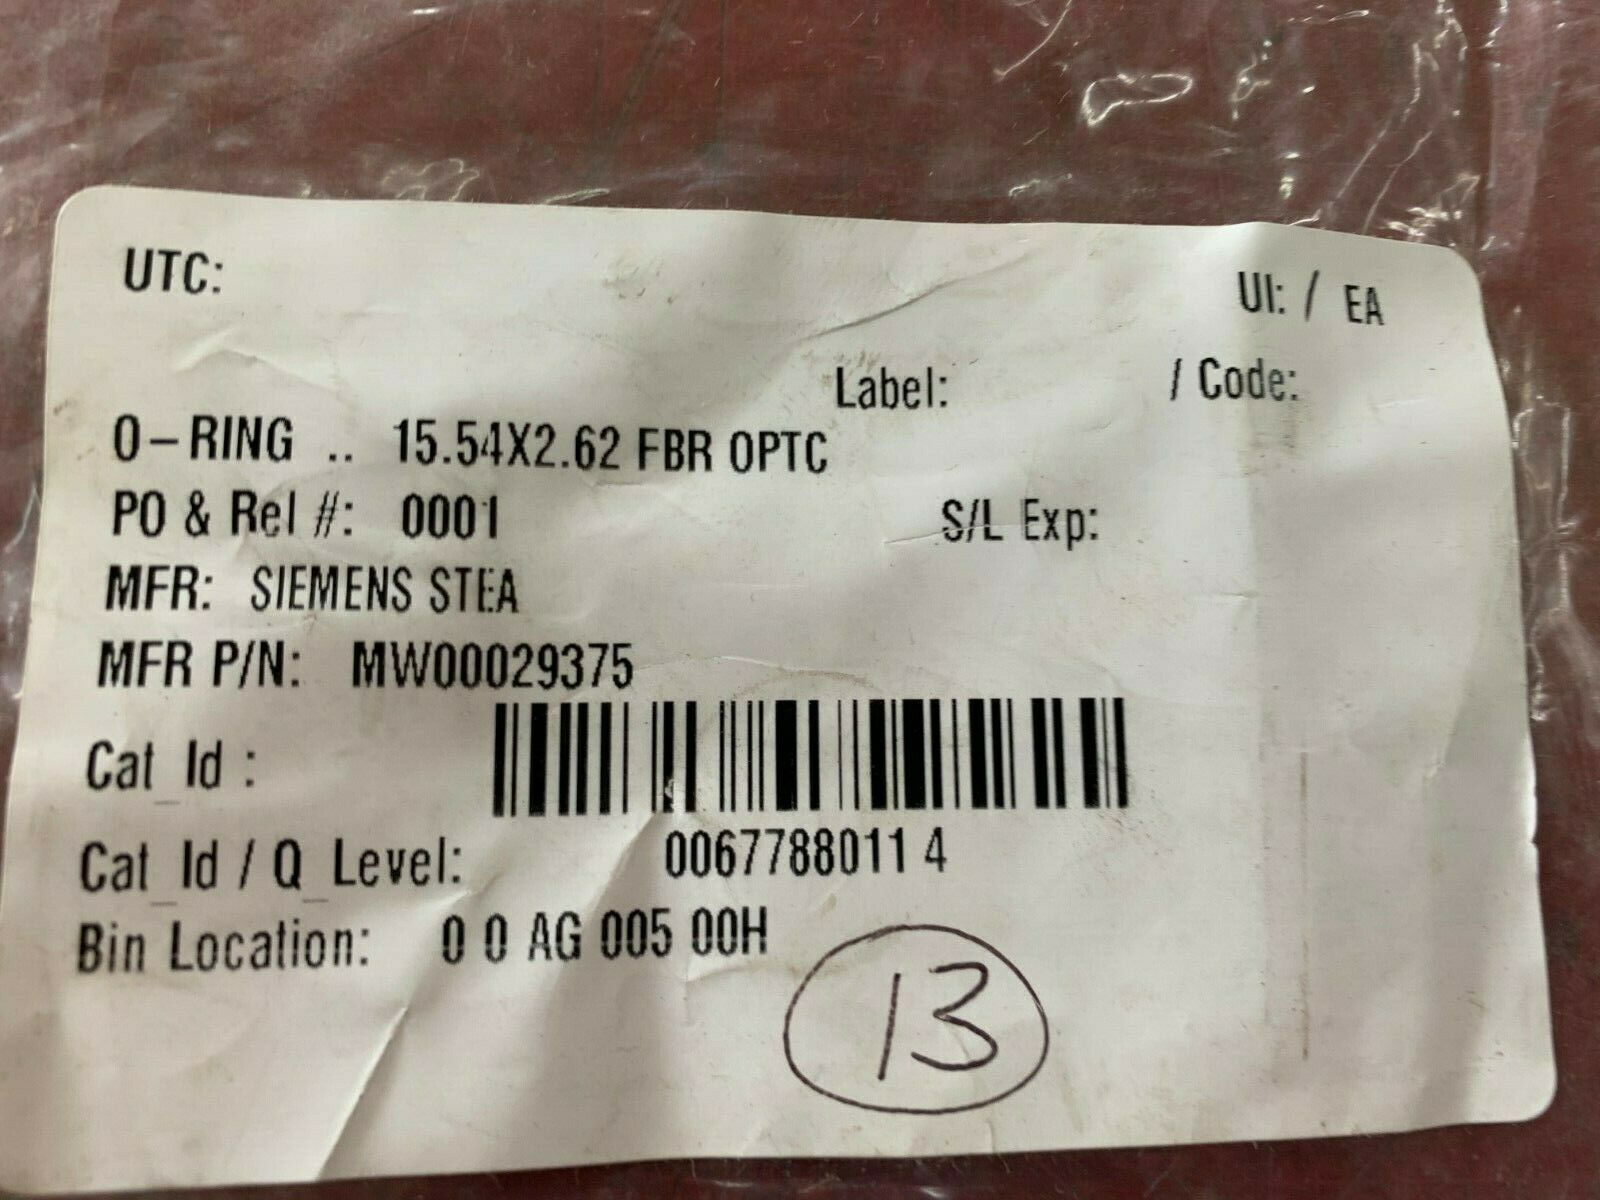 UTC:
UI: / EA
Label: / Code:
O-RING .. 15.54X2.62 FBR OPTC
PO & Rel #: 0001 S/L Exp:
MFR: SIEMENS STEA
MFR P/N: MW00029375
Cat_Id :
Cat_Id / Q_Level: 0067788011 4
Bin Location: 0 0 AG 005 00H
13